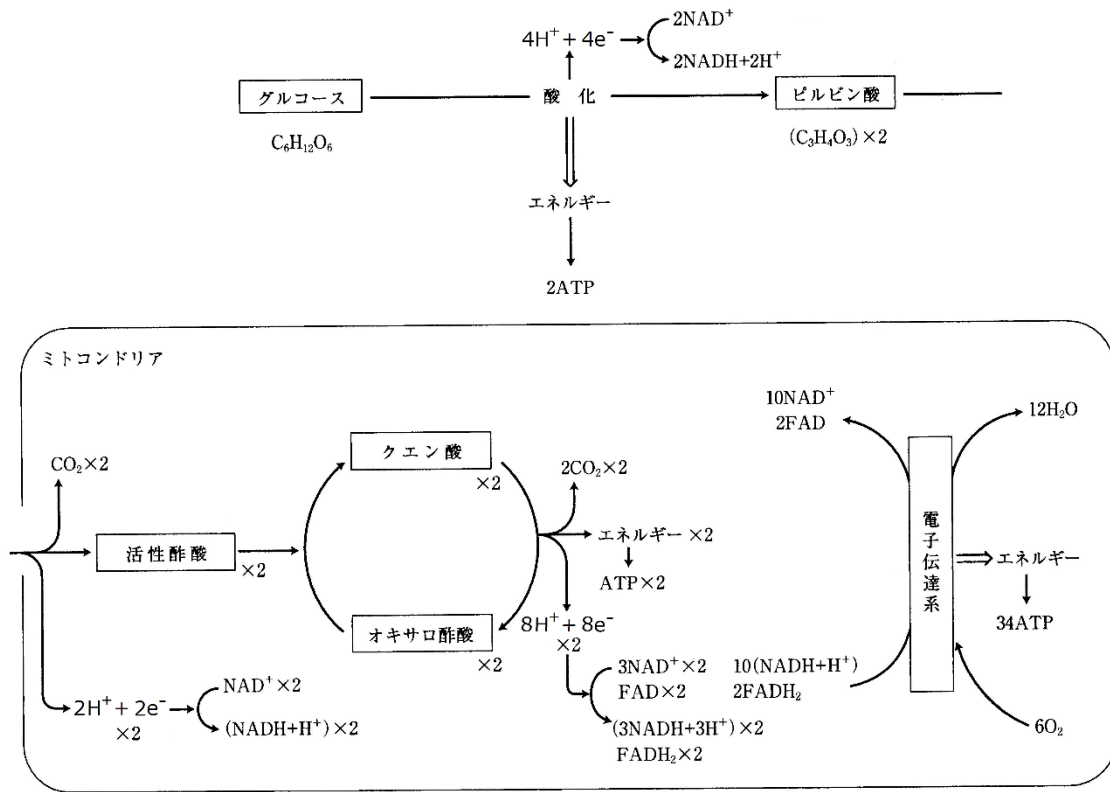 2NAD⁺
4H⁺ + 4e⁻
2NADH+2H⁺
グルコース
酸 化
ピルビン酸
C₆H₁₂O₆
(C₃H₄O₃)×2
エネルギー
2ATP
ミトコンドリア
CO₂×2
活性酢酸
×2
2H⁺ + 2e⁻
×2
NAD⁺×2
(NADH+H⁺)×2
クエン酸
×2
オキサロ酢酸
×2
2CO₂×2
エネルギー ×2
ATP×2
8H⁺ + 8e⁻
×2
3NAD⁺×2
FAD×2
(3NADH+3H⁺)×2
FADH₂×2
10NAD⁺
2FAD
10(NADH+H⁺)
2FADH₂
電子伝達系
12H₂O
エネルギー
34ATP
6O₂